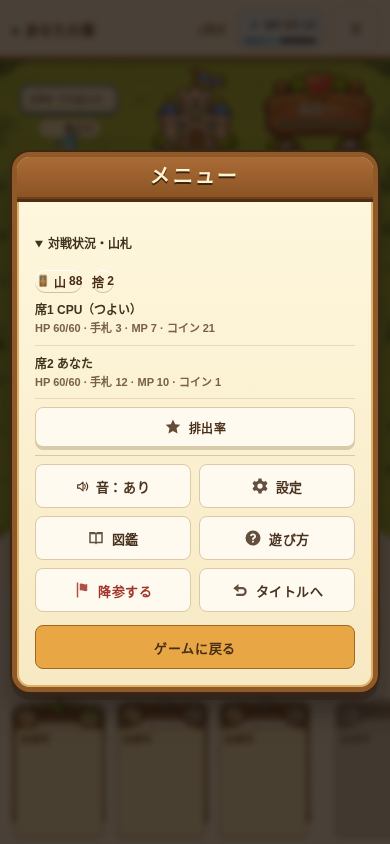 メニュー
▼ 対戦状況・山札
山 88 捨 2
席1 CPU（つよい）
HP 60/60・手札 3・MP 7・コイン 21
席2 あなた
HP 60/60・手札 12・MP 10・コイン 1
排出率
音：あり
設定
図鑑
遊び方
降参する
タイトルへ
ゲームに戻る